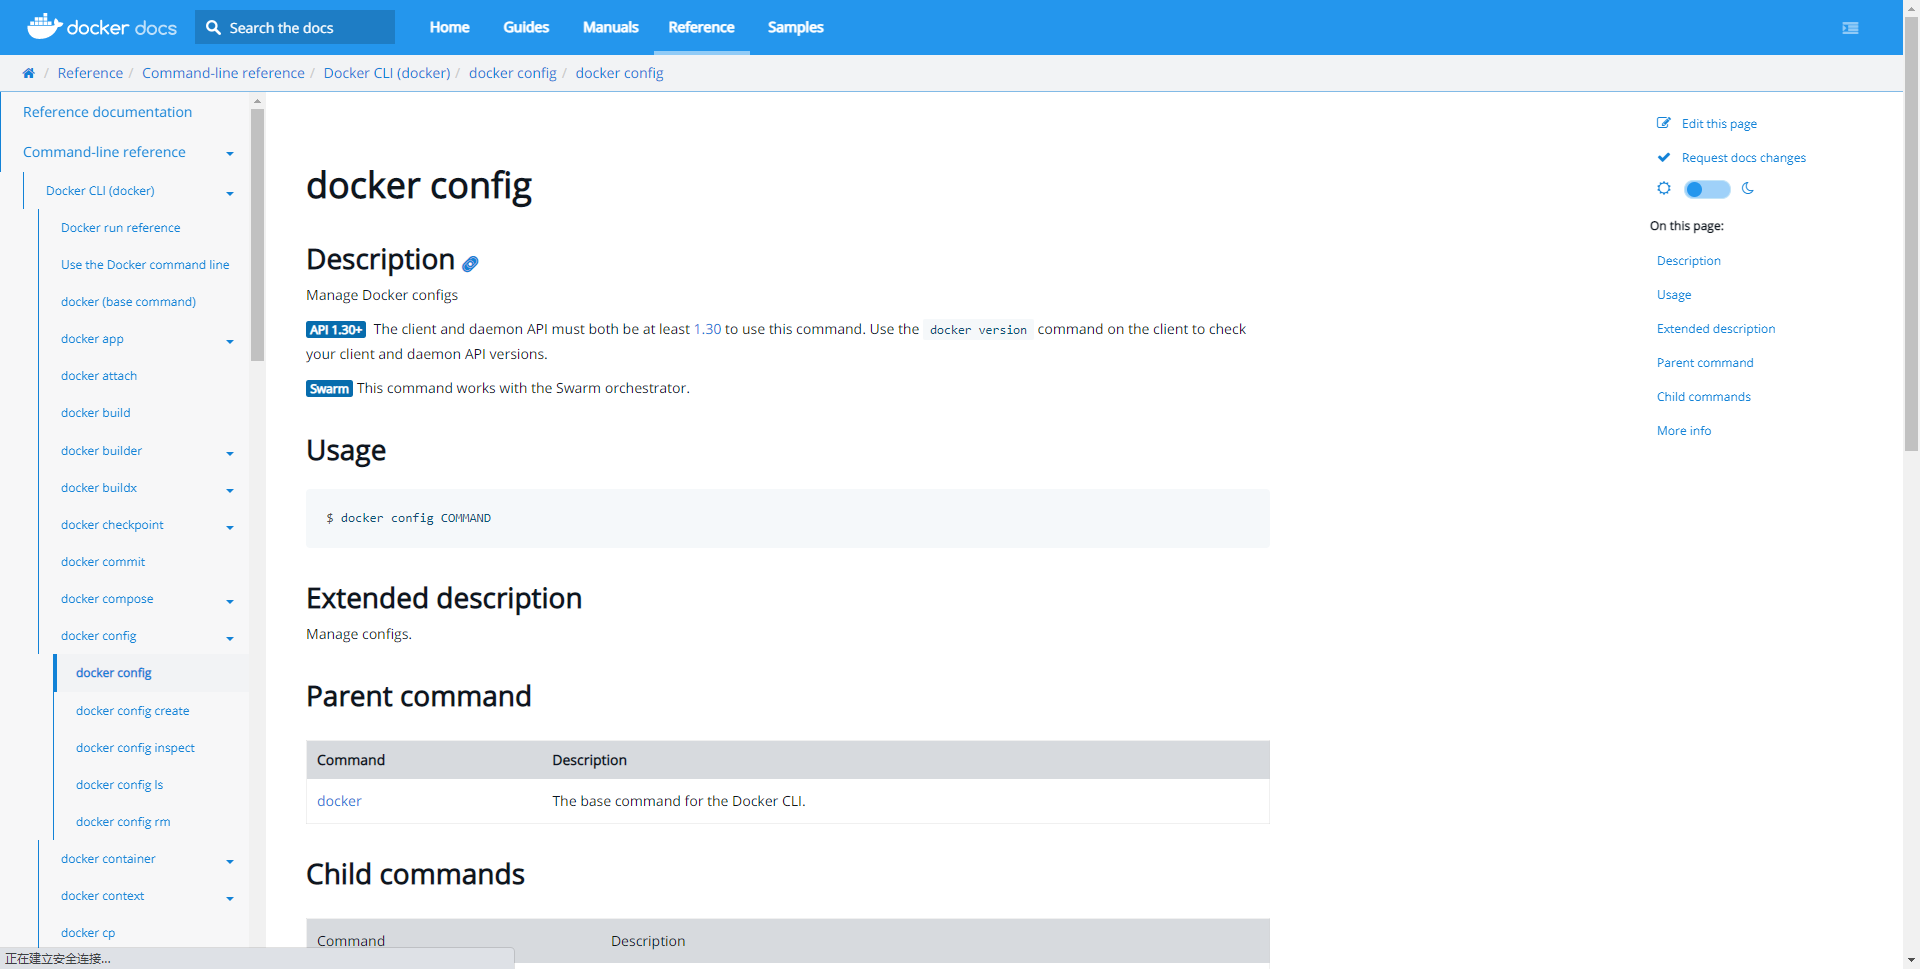 docker docs
Search the docs
Home
Guides
Manuals
Reference
Samples
/ Reference / Command-line reference / Docker CLI (docker) / docker config / docker config
Reference documentation
Command-line reference
Docker CLI (docker)
Docker run reference
Use the Docker command line
docker (base command)
docker app
docker attach
docker build
docker builder
docker buildx
docker checkpoint
docker commit
docker compose
docker config
docker config
docker config create
docker config inspect
docker config ls
docker config rm
docker container
docker context
docker cp
docker config
Description
Manage Docker configs
API 1.30+ The client and daemon API must both be at least 1.30 to use this command. Use the docker version command on the client to check
your client and daemon API versions.
Swarm This command works with the Swarm orchestrator.
Usage
$ docker config COMMAND
Extended description
Manage configs.
Parent command
Command Description
docker The base command for the Docker CLI.
Child commands
Command Description
Edit this page
Request docs changes
On this page:
Description
Usage
Extended description
Parent command
Child commands
More info
正在建立安全连接...